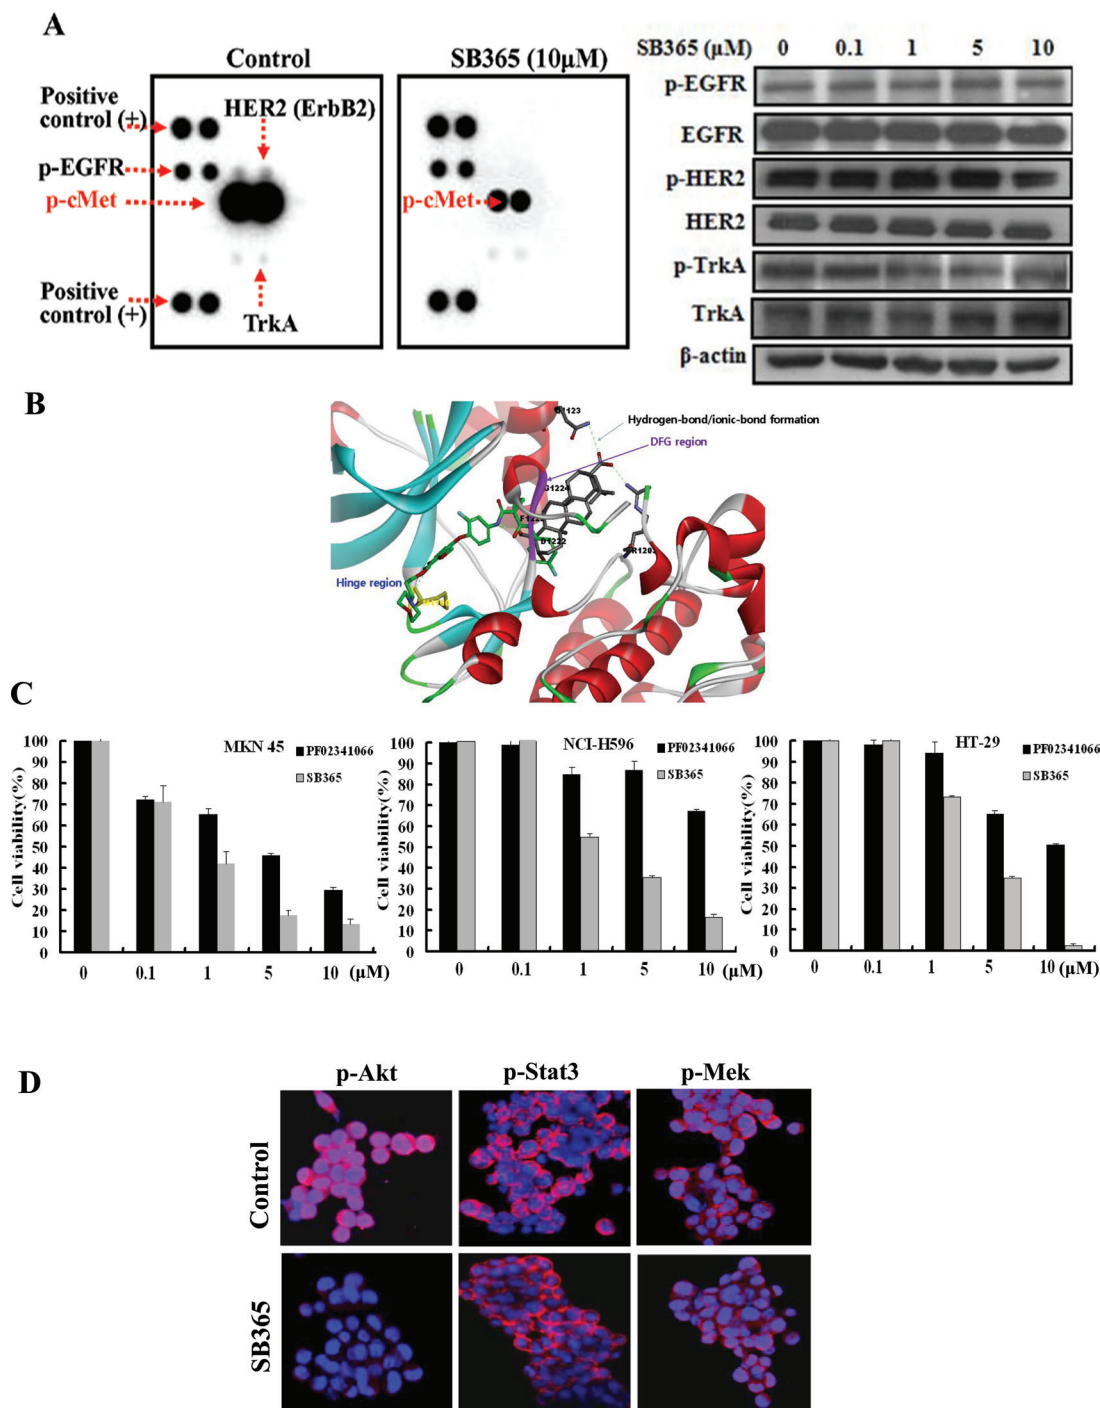 A
Control
SB365 (10μM)
Positive
control (+)
HER2 (ErbB2)
p-EGFR
p-cMet
p-cMet
Positive
control (+)
TrkA
SB365 (μM) 0 0.1 1 5 10
p-EGFR
EGFR
p-HER2
HER2
p-TrkA
TrkA
β-actin
B
Hydrogen-bond/ionic-bond formation
DFG region
G1224
D1222
Hinge region
C
MKN 45
PF02341066
SB365
Cell viability(%)
100
90
80
70
60
50
40
30
20
10
0
0 0.1 1 5 10 (μM)
NCI-H596
PF02341066
SB365
Cell viability(%)
100
90
80
70
60
50
40
30
20
10
0
0 0.1 1 5 10 (μM)
HT-29
PF02341066
SB365
Cell viability(%)
100
90
80
70
60
50
40
30
20
10
0
0 0.1 1 5 10 (μM)
D
p-Akt p-Stat3 p-Mek
Control
SB365